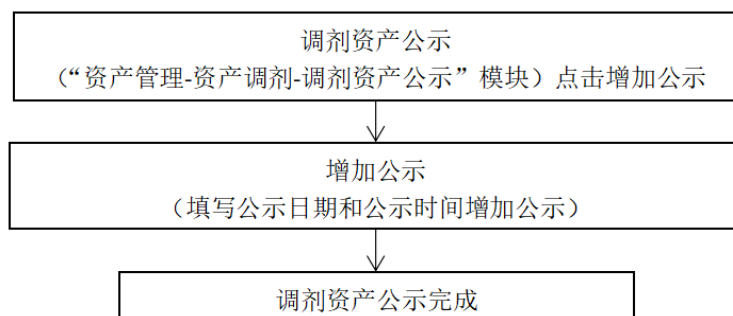 调剂资产公示
（“资产管理-资产调剂-调剂资产公示”模块）点击增加公示
增加公示
（填写公示日期和公示时间增加公示）
调剂资产公示完成